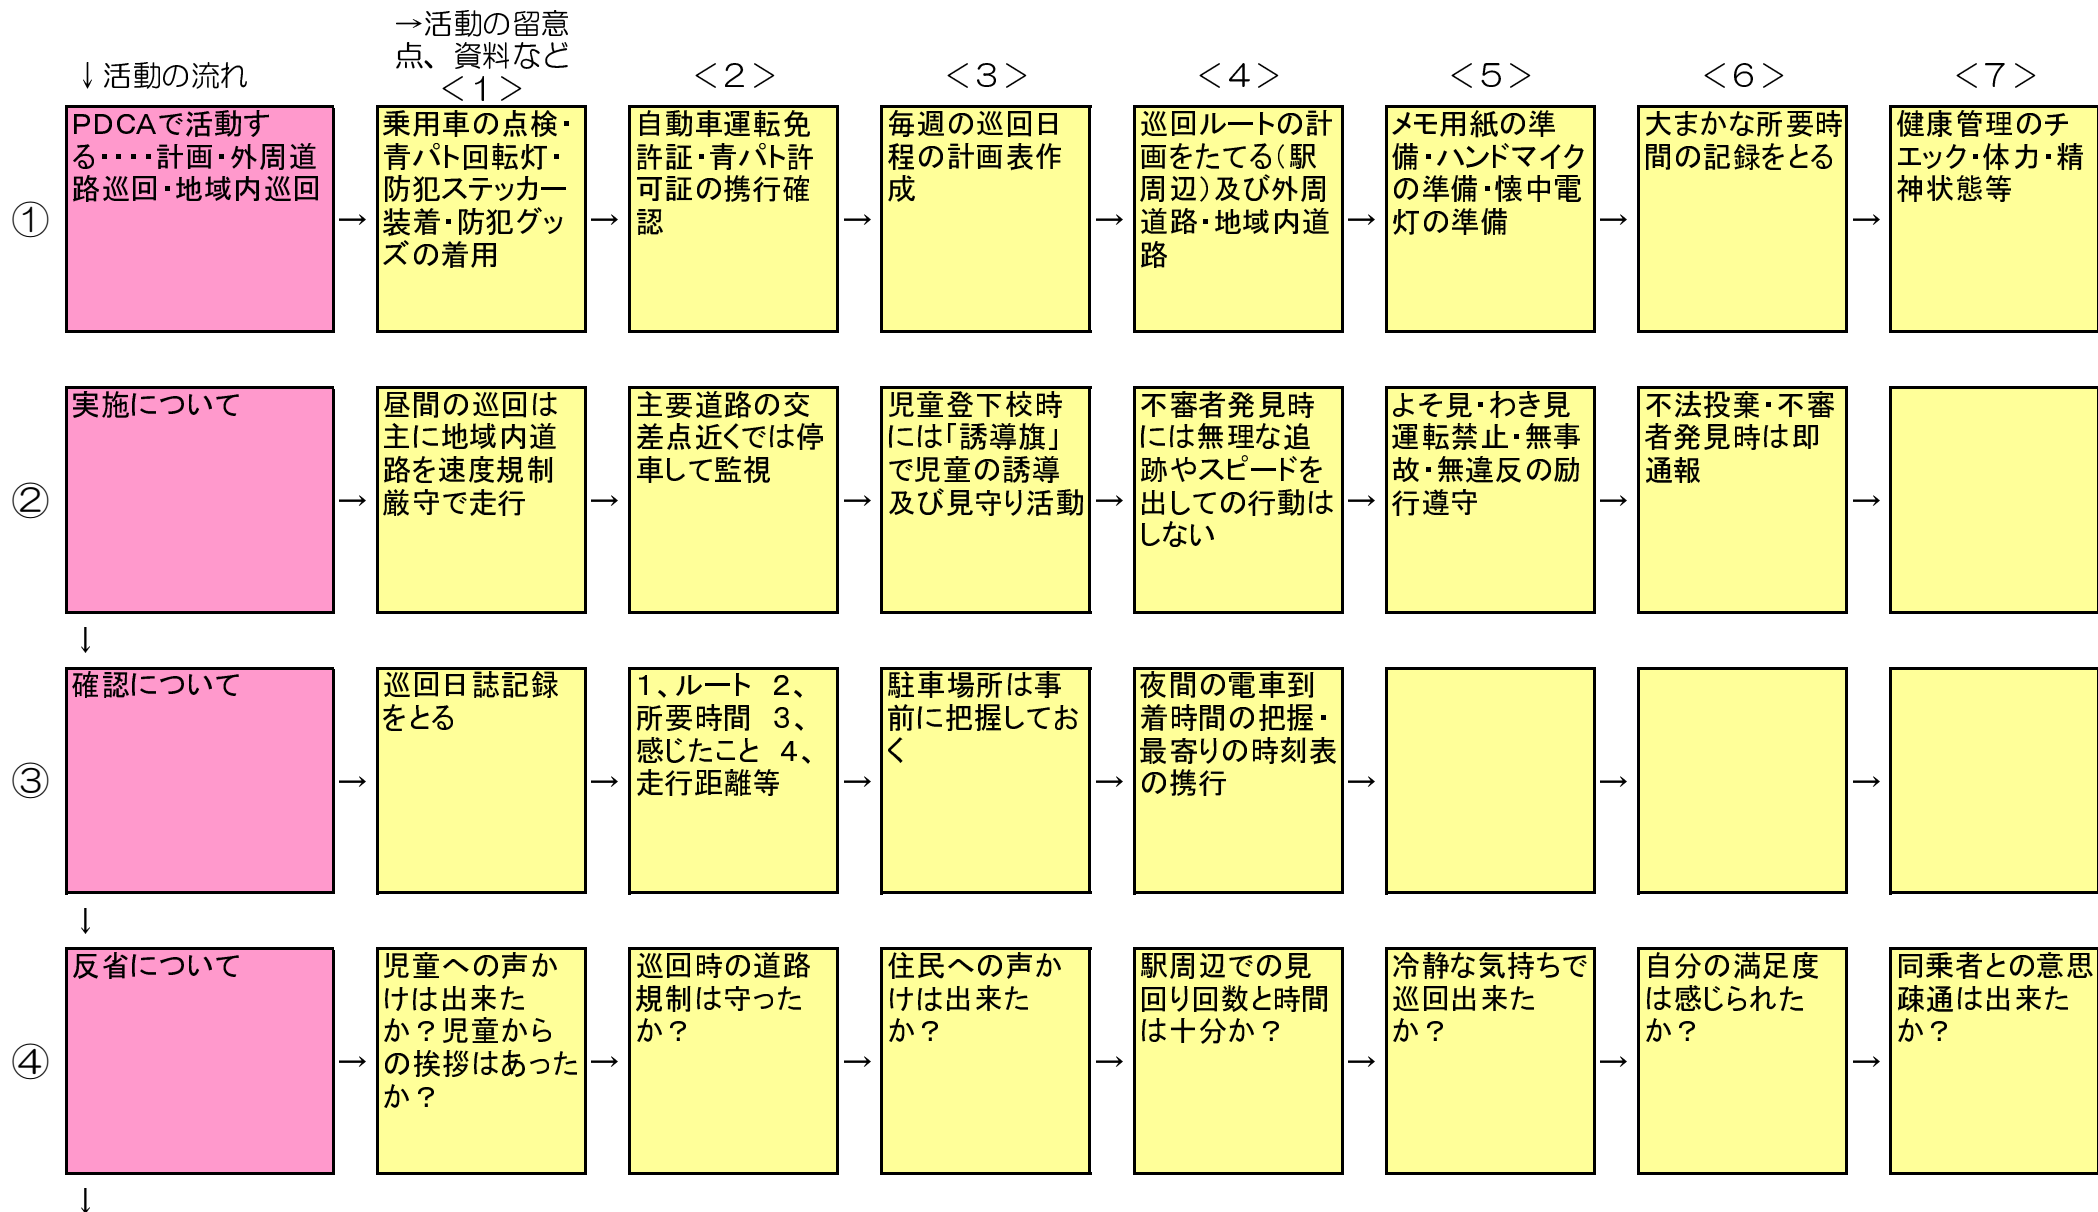 →活動の留意
点、資料など
↓活動の流れ
<1>
<2>
<3>
<4>
<5>
<6>
<7>
①
PDCAで活動す
る・・・・計画・外周道
路巡回・地域内巡回
→
乗用車の点検・
青パト回転灯・
防犯ステッカー
装着・防犯グッ
ズの着用
→
自動車運転免
許証・青パト許
可証の携行確
認
→
毎週の巡回日
程の計画表作
成
→
巡回ルートの計
画をたてる(駅
周辺)及び外周
道路・地域内道
路
→
メモ用紙の準
備・ハンドマイク
の準備・懐中電
灯の準備
→
大まかな所要時
間の記録をとる
→
健康管理のチ
エック・体力・精
神状態等
②
実施について
→
昼間の巡回は
主に地域内道
路を速度規制
厳守で走行
→
主要道路の交
差点近くでは停
車して監視
→
児童登下校時
には「誘導旗」
で児童の誘導
及び見守り活動
→
不審者発見時
には無理な追
跡やスピードを
出しての行動は
しない
→
よそ見・わき見
運転禁止・無事
故・無違反の励
行遵守
→
不法投棄・不審
者発見時は即
通報
→
↓
③
確認について
→
巡回日誌記録
をとる
→
1、ルート 2、
所要時間 3、
感じたこと 4、
走行距離等
→
駐車場所は事
前に把握してお
く
→
夜間の電車到
着時間の把握・
最寄りの時刻表
の携行
→
→
→
↓
④
反省について
→
児童への声か
けは出来た
か?児童から
の挨拶はあった
か?
→
巡回時の道路
規制は守った
か?
→
住民への声か
けは出来た
か?
→
駅周辺での見
回り回数と時間
は十分か?
→
冷静な気持ちで
巡回出来た
か?
→
自分の満足度
は感じられた
か?
→
同乗者との意思
疎通は出来た
か?
↓